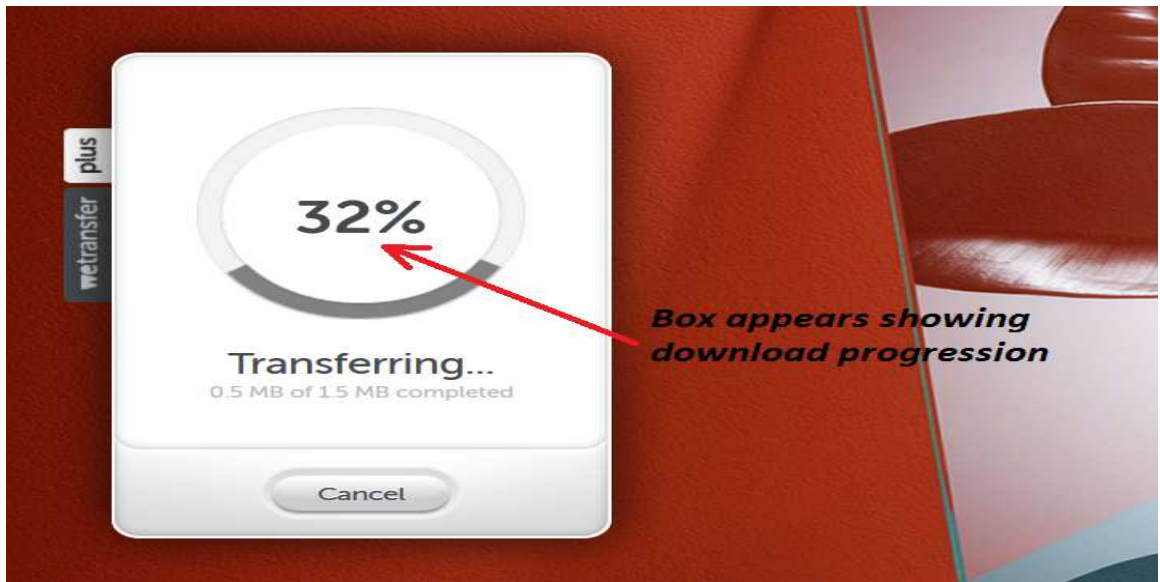 plus
wetransfer
32%
Transferring...
0.5 MB of 1.5 MB completed
Cancel
Box appears showing
download progression